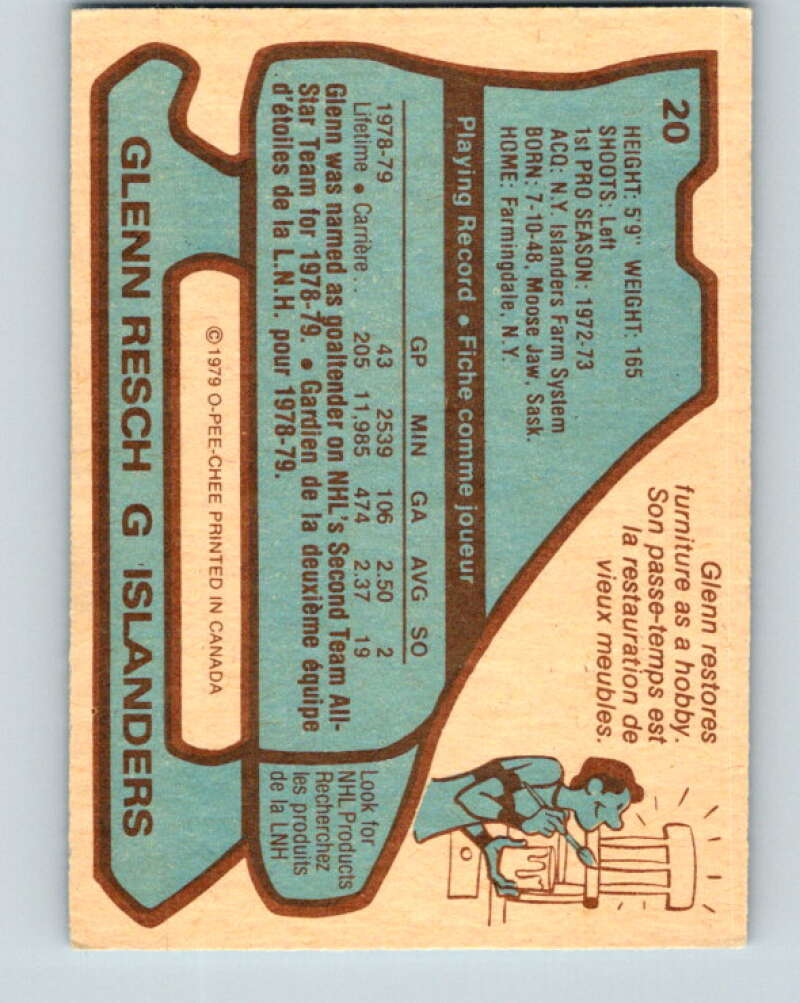 20
HEIGHT: 5'9" WEIGHT: 165
SHOOTS: Left
1st PRO SEASON: 1972-73
ACQ: N.Y. Islanders Farm System
BORN: 7-10-48, Moose Jaw, Sask.
HOME: Farmingdale, N.Y.
Glenn restores
furniture as a hobby.
Son passe-temps est
la restauration de
vieux meubles.
Playing Record • Fiche comme joueur
GP MIN GA AVG SO
1978-79 43 2539 106 2.50 2
Lifetime • Carrière .. 205 11,985 474 2.37 19
Glenn was named as goaltender on NHL's Second Team All-
Star Team for 1978-79. • Gardien de la deuxième équipe
d'étoiles de la L.N.H. pour 1978-79.
Look for
NHL Products
Recherchez
les produits
de la LNH
© 1979 O-PEE-CHEE PRINTED IN CANADA
GLENN RESCH G ISLANDERS